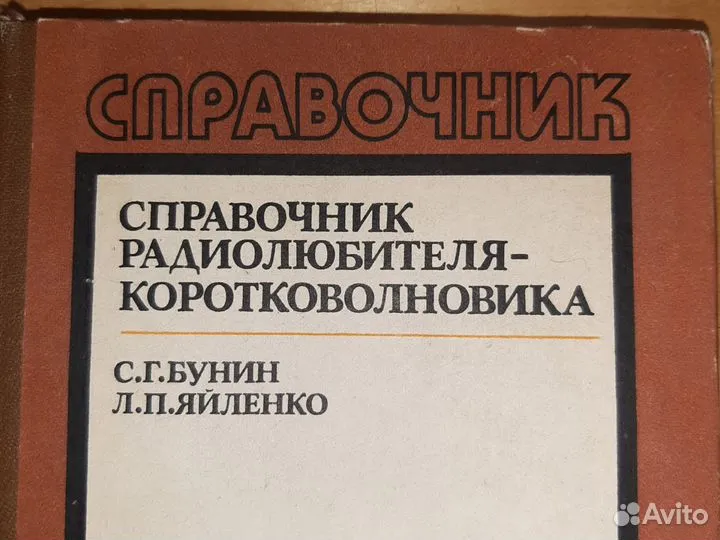 СПРАВОЧНИК
СПРАВОЧНИК
РАДИОЛЮБИТЕЛЯ-
КОРОТКОВОЛНОВИКА
С.Г.БУНИН
Л.П.ЯЙЛЕНКО
Avito